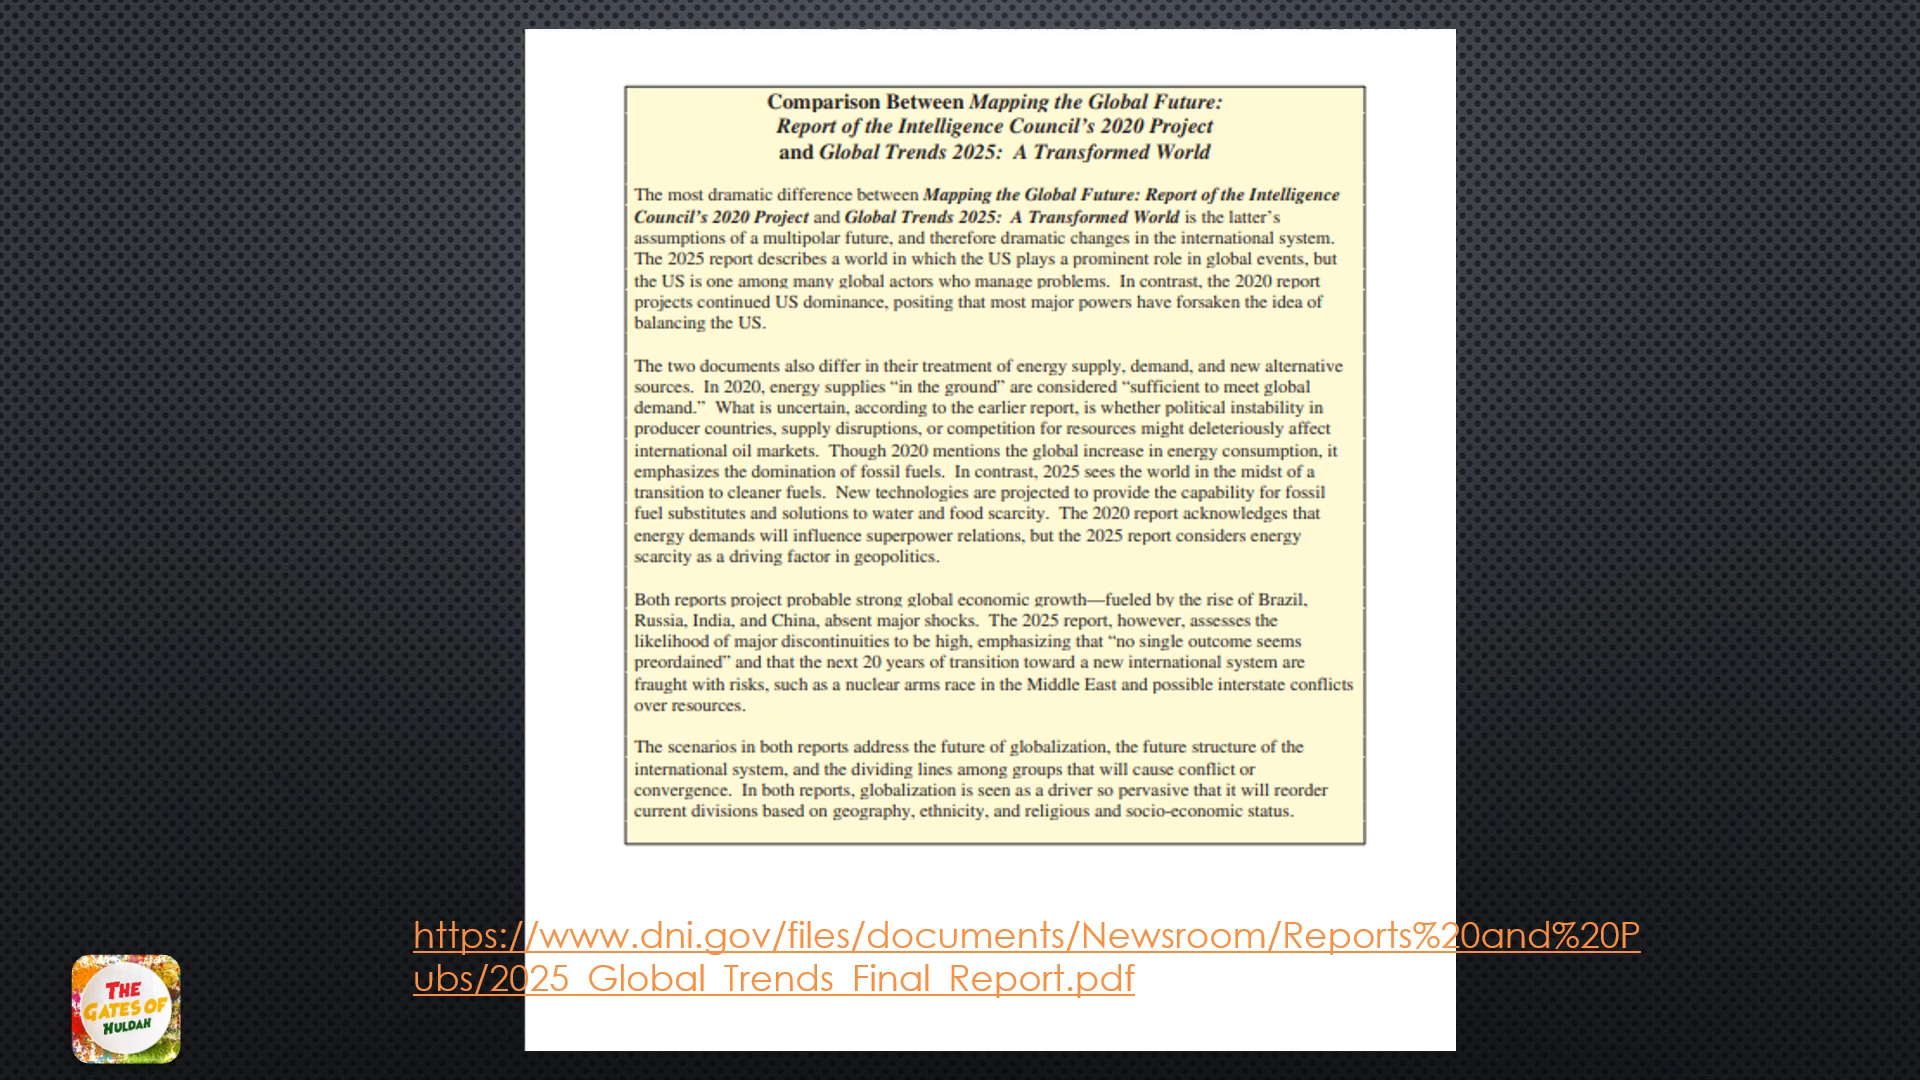 Comparison Between Mapping the Global Future:
Report of the Intelligence Council's 2020 Project
and Global Trends 2025:  A Transformed World
The most dramatic difference between Mapping the Global Future: Report of the Intelligence
Council's 2020 Project and Global Trends 2025:  A Transformed World is the latter's
assumptions of a multipolar future, and therefore dramatic changes in the international system.
The 2025 report describes a world in which the US plays a prominent role in global events, but
the US is one among many global actors who manage problems.  In contrast, the 2020 report
projects continued US dominance, positing that most major powers have forsaken the idea of
balancing the US.
The two documents also differ in their treatment of energy supply, demand, and new alternative
sources.  In 2020, energy supplies “in the ground” are considered “sufficient to meet global
demand.”  What is uncertain, according to the earlier report, is whether political instability in
producer countries, supply disruptions, or competition for resources might deleteriously affect
international oil markets.  Though 2020 mentions the global increase in energy consumption, it
emphasizes the domination of fossil fuels.  In contrast, 2025 sees the world in the midst of a
transition to cleaner fuels.  New technologies are projected to provide the capability for fossil
fuel substitutes and solutions to water and food scarcity.  The 2020 report acknowledges that
energy demands will influence superpower relations, but the 2025 report considers energy
scarcity as a driving factor in geopolitics.
Both reports project probable strong global economic growth—fueled by the rise of Brazil,
Russia, India, and China, absent major shocks.  The 2025 report, however, assesses the
likelihood of major discontinuities to be high, emphasizing that “no single outcome seems
preordained” and that the next 20 years of transition toward a new international system are
fraught with risks, such as a nuclear arms race in the Middle East and possible interstate conflicts
over resources.
The scenarios in both reports address the future of globalization, the future structure of the
international system, and the dividing lines among groups that will cause conflict or
convergence.  In both reports, globalization is seen as a driver so pervasive that it will reorder
current divisions based on geography, ethnicity, and religious and socio-economic status.
https://www.dni.gov/files/documents/Newsroom/Reports%20and%20P
ubs/2025_Global_Trends_Final_Report.pdf
THE
GATES OF
HULDAH